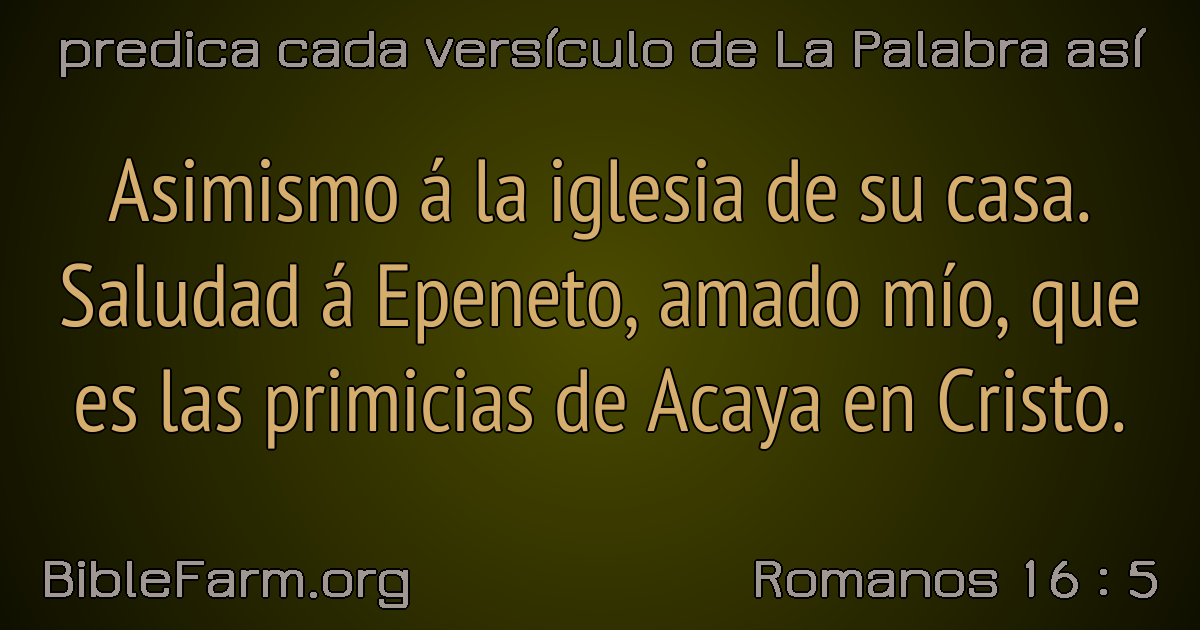 predica cada versículo de La Palabra así
Asimismo á la iglesia de su casa.
Saludad á Epeneto, amado mío, que
es las primicias de Acaya en Cristo.
BibleFarm.org
Romanos 16 : 5